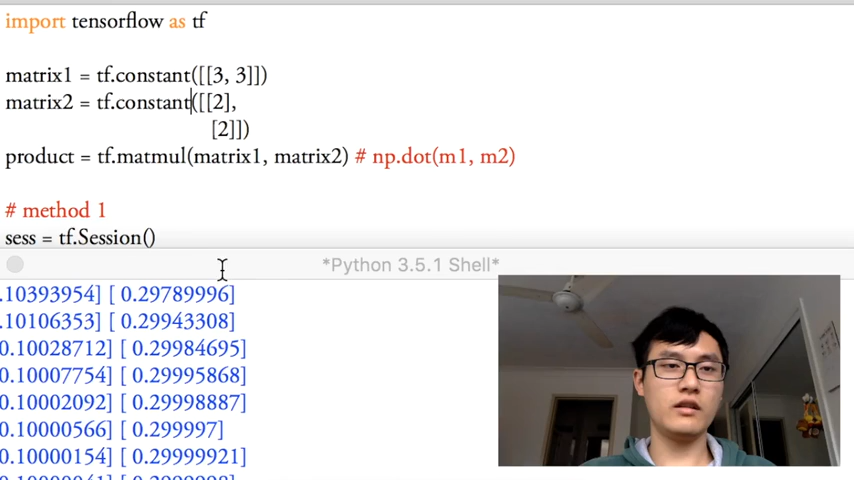 import tensorflow as tf
matrix1 = tf.constant([[3, 3]])
matrix2 = tf.constant([[2],
[2]])
product = tf.matmul(matrix1, matrix2) # np.dot(m1, m2)
# method 1
sess = tf.Session()
*Python 3.5.1 Shell*
.10393954] [ 0.29789996]
.10106353] [ 0.29943308]
0.10028712] [ 0.29984695]
0.10007754] [ 0.29995868]
0.10002092] [ 0.29998887]
0.10000566] [ 0.299997]
0.10000154] [ 0.29999921]